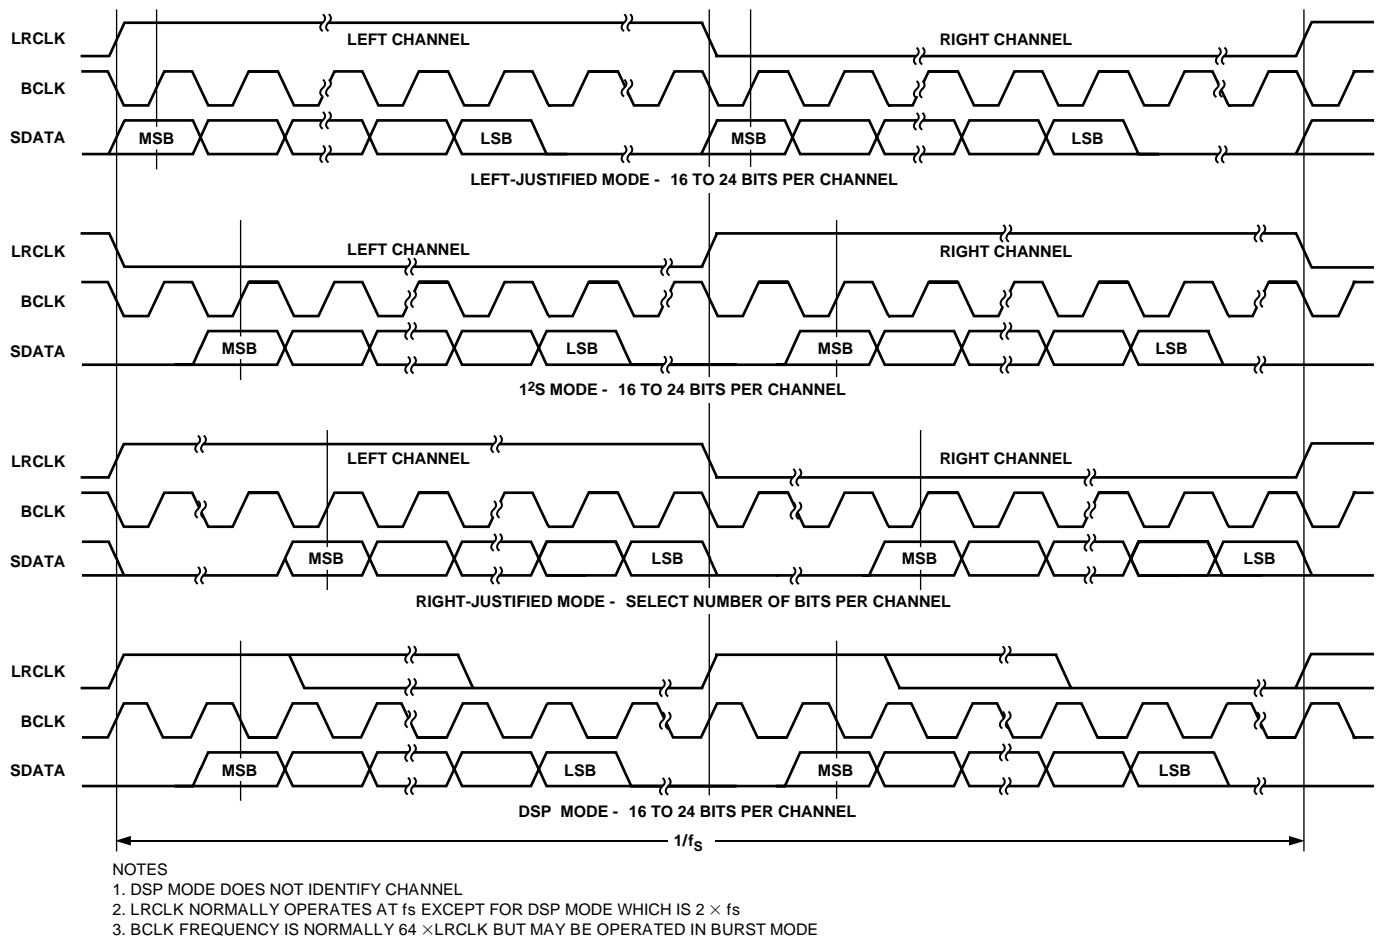 LRCLK LEFT CHANNEL RIGHT CHANNEL
BCLK
SDATA MSB LSB MSB LSB
LEFT-JUSTIFIED MODE - 16 TO 24 BITS PER CHANNEL
LRCLK LEFT CHANNEL RIGHT CHANNEL
BCLK
SDATA MSB LSB MSB LSB
1²S MODE - 16 TO 24 BITS PER CHANNEL
LRCLK LEFT CHANNEL RIGHT CHANNEL
BCLK
SDATA MSB LSB MSB LSB
RIGHT-JUSTIFIED MODE - SELECT NUMBER OF BITS PER CHANNEL
LRCLK
BCLK
SDATA MSB LSB MSB LSB
DSP MODE - 16 TO 24 BITS PER CHANNEL
1/fS
NOTES
1. DSP MODE DOES NOT IDENTIFY CHANNEL
2. LRCLK NORMALLY OPERATES AT fs EXCEPT FOR DSP MODE WHICH IS 2 × fs
3. BCLK FREQUENCY IS NORMALLY 64 ×LRCLK BUT MAY BE OPERATED IN BURST MODE